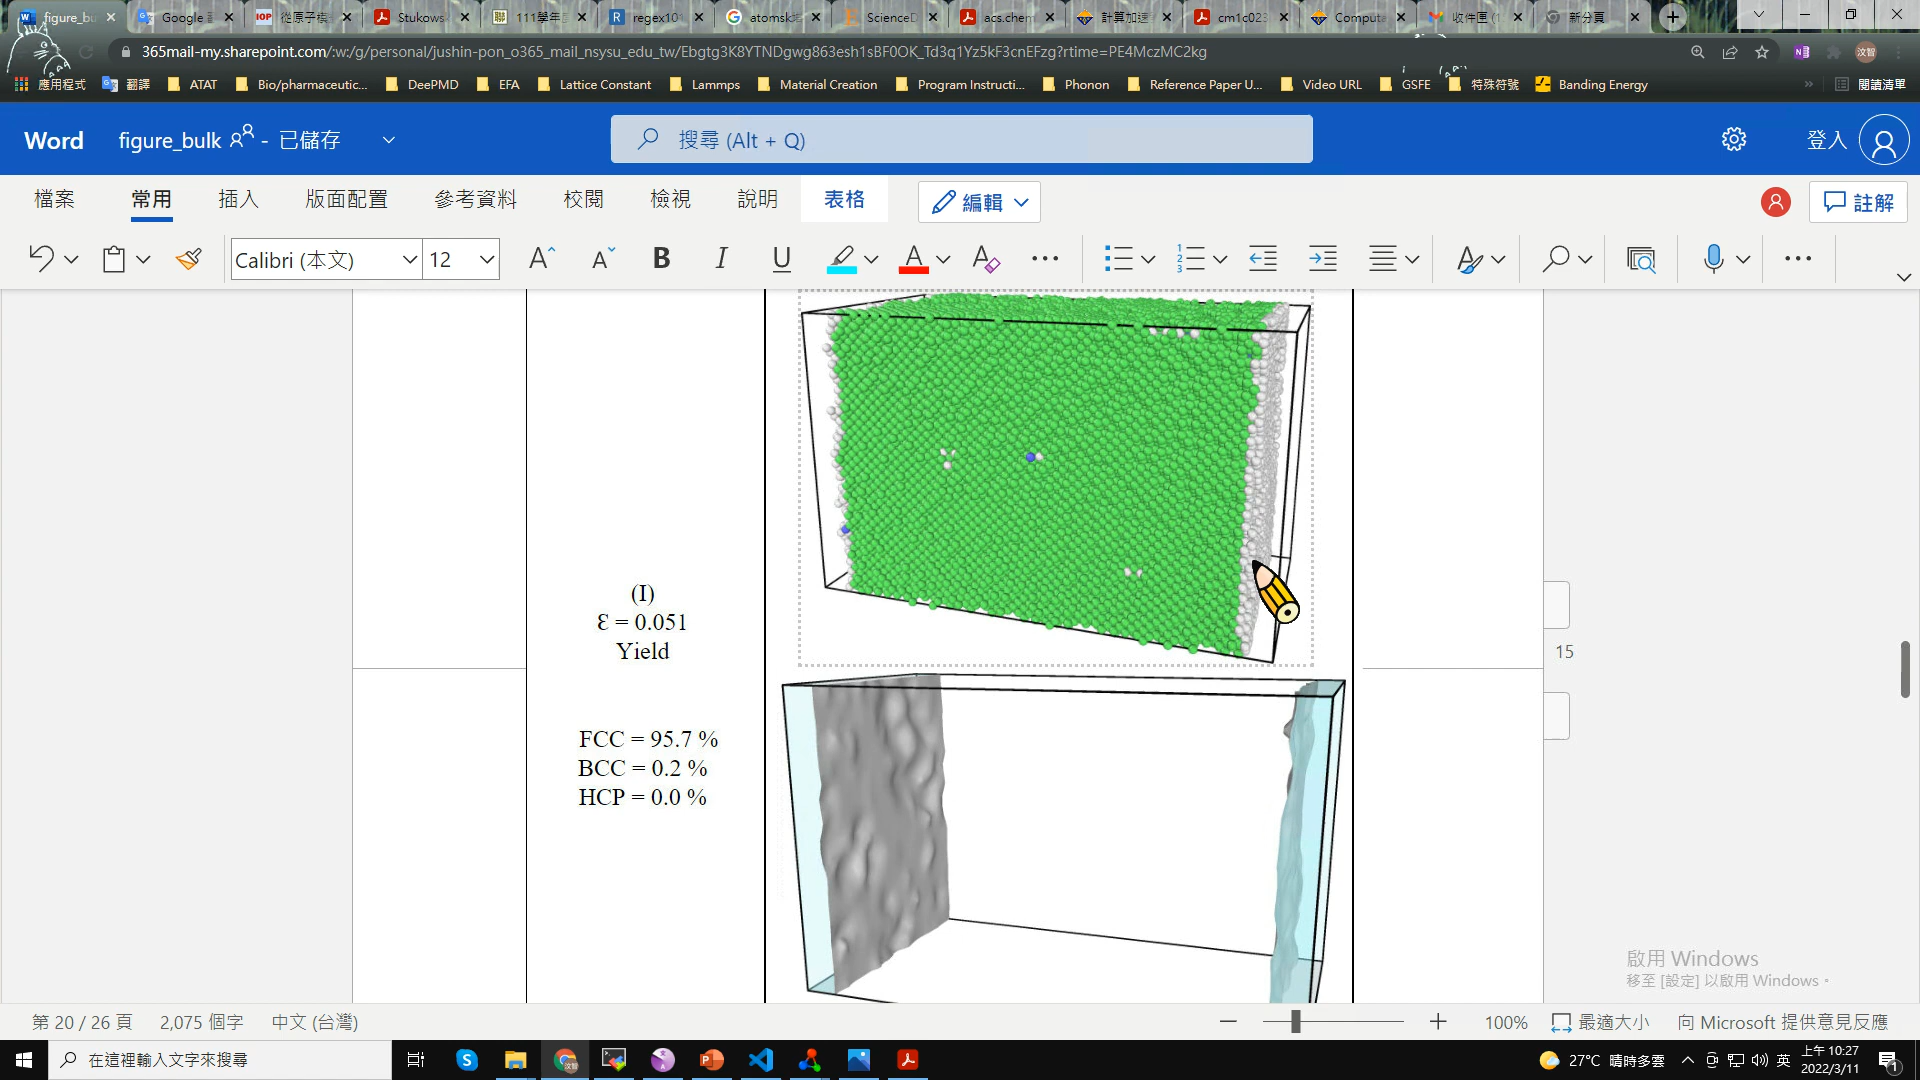 figure_bu
Google
從原子模
Stukows
111學年
regex101
atomsk
ScienceD
acs.chem
計算加速
cm1c023
Computa
收件匣 (1
新分頁
365mail-my.sharepoint.com/:w:/g/personal/jushin-pon_o365_mail_nsysu_edu_tw/Ebgtg3K8YTNDgwg863esh1sBF0OK_Td3q1Yz5kF3cnEFzg?rtime=PE4MczMC2kg
應用程式 翻譯 ATAT Bio/pharmaceutic... DeePMD EFA Lattice Constant Lammps Material Creation Program Instructi... Phonon Reference Paper U... Video URL GSFE 特殊符號 Banding Energy » 閱讀清單
Word figure_bulk - 已儲存 搜尋 (Alt + Q) 登入
檔案 常用 插入 版面配置 參考資料 校閱 檢視 說明 表格 編輯 註解
Calibri (本文) 12 B I U
(I)
Ɛ = 0.051
Yield
15
FCC = 95.7 %
BCC = 0.2 %
HCP = 0.0 %
啟用 Windows
移至 [設定] 以啟用 Windows。
第 20 / 26 頁 2,075 個字 中文 (台灣) 100% 最適大小 向 Microsoft 提供意見反應
在這裡輸入文字來搜尋
27°C 晴時多雲 英 上午 10:27
2022/3/11
1